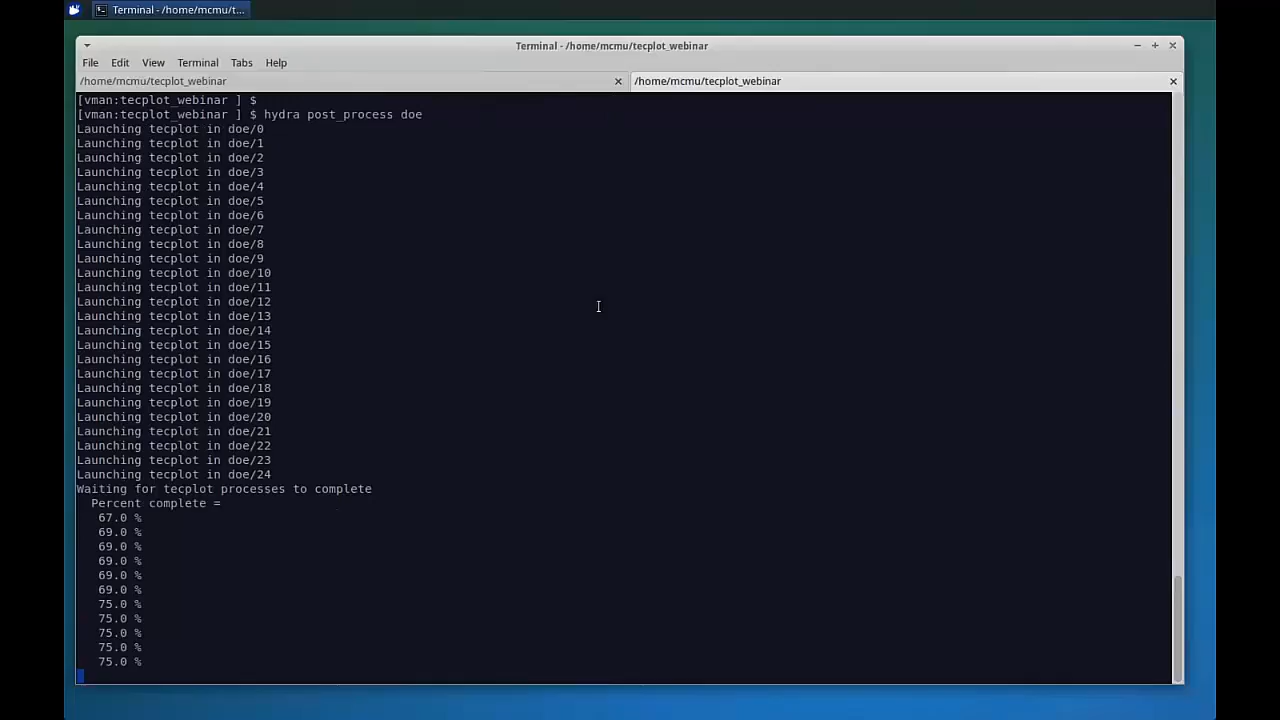 Terminal - /home/mcmu/t...
Terminal - /home/mcmu/tecplot_webinar
File Edit View Terminal Tabs Help
/home/mcmu/tecplot_webinar
/home/mcmu/tecplot_webinar
[vman:tecplot_webinar ] $
[vman:tecplot_webinar ] $ hydra post_process doe
Launching tecplot in doe/0
Launching tecplot in doe/1
Launching tecplot in doe/2
Launching tecplot in doe/3
Launching tecplot in doe/4
Launching tecplot in doe/5
Launching tecplot in doe/6
Launching tecplot in doe/7
Launching tecplot in doe/8
Launching tecplot in doe/9
Launching tecplot in doe/10
Launching tecplot in doe/11
Launching tecplot in doe/12
Launching tecplot in doe/13
Launching tecplot in doe/14
Launching tecplot in doe/15
Launching tecplot in doe/16
Launching tecplot in doe/17
Launching tecplot in doe/18
Launching tecplot in doe/19
Launching tecplot in doe/20
Launching tecplot in doe/21
Launching tecplot in doe/22
Launching tecplot in doe/23
Launching tecplot in doe/24
Waiting for tecplot processes to complete
Percent complete =
67.0 %
69.0 %
69.0 %
69.0 %
69.0 %
69.0 %
75.0 %
75.0 %
75.0 %
75.0 %
75.0 %